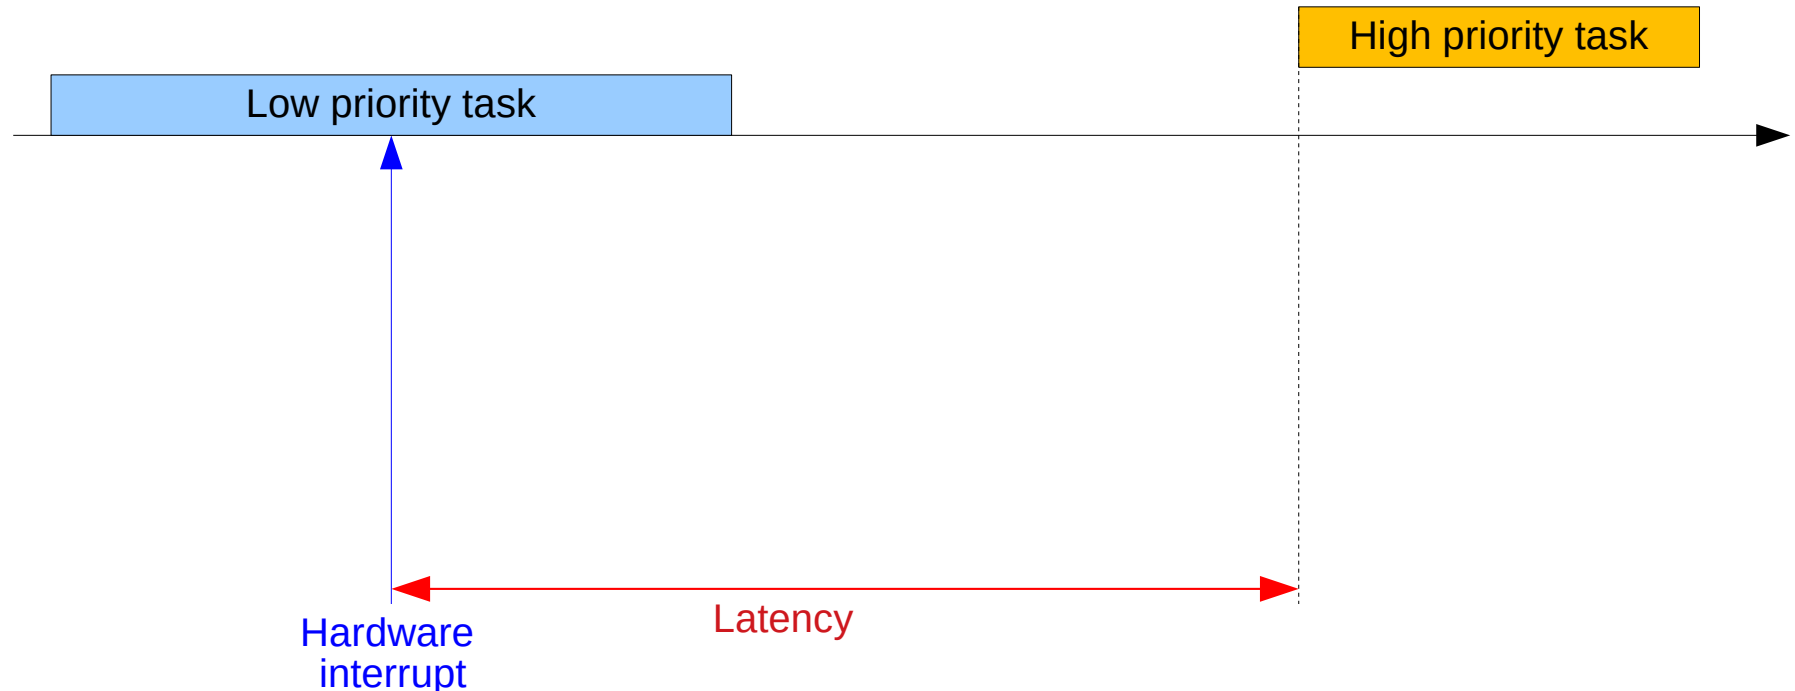 High priority task
Low priority task
Latency
Hardware
interrupt